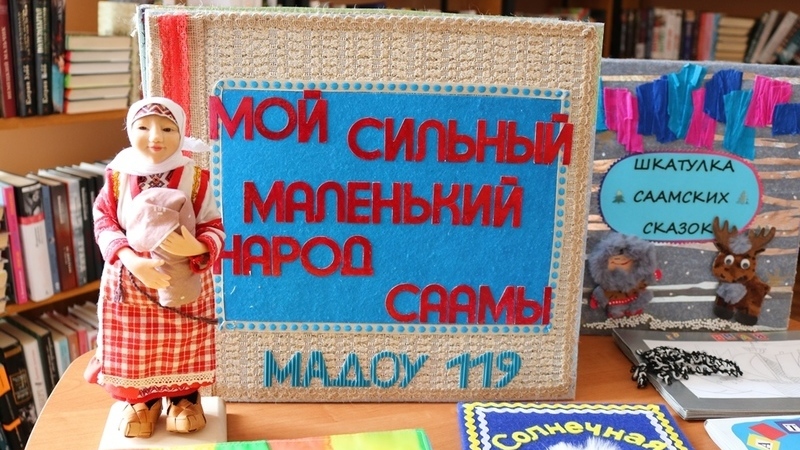 МОЙ СИЛЬНЫЙ
МАЛЕНЬКИЙ
НАРОД
СААМЫ
МАДОУ 119
ШКАТУЛКА
СААМСКИХ
СКАЗОК
Солнечная